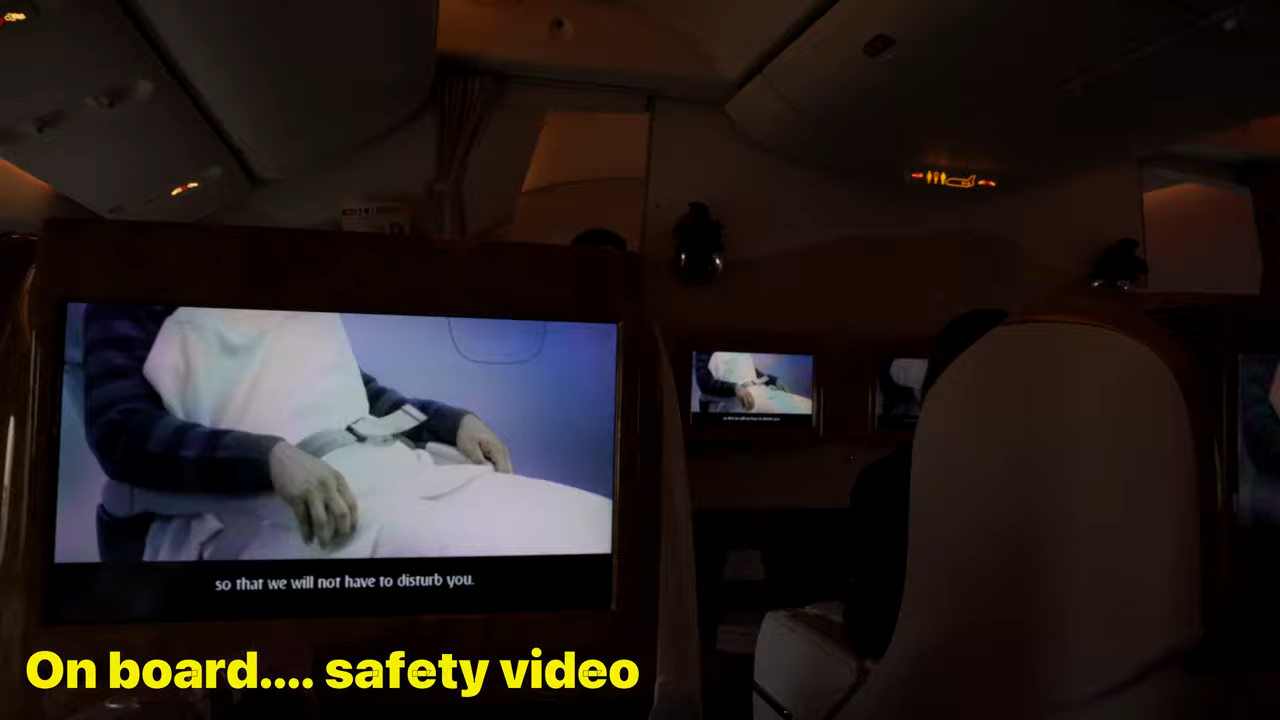 so that we will not have to disturb you.
On board.... safety video